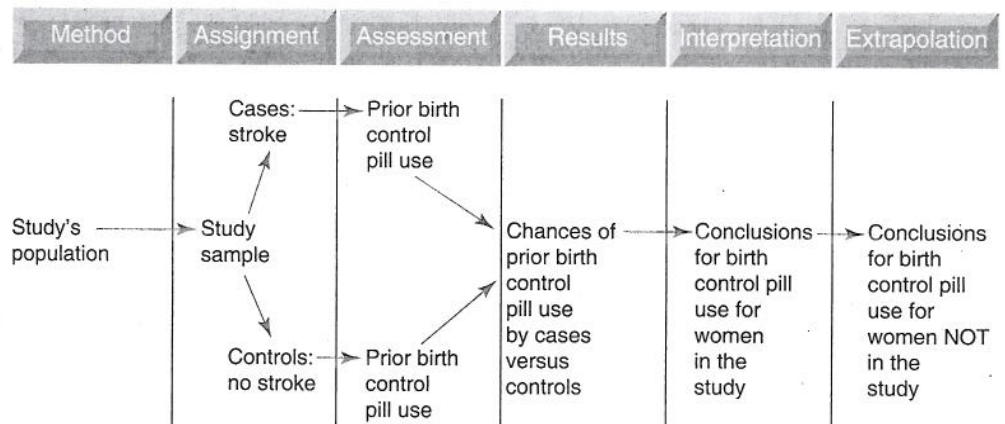 Method
Assignment
Assessment
Results
Interpretation
Extrapolation
Study's
population
Study
sample
Cases:
stroke
Controls:
no stroke
Prior birth
control
pill use
Prior birth
control
pill use
Chances of
prior birth
control
pill use
by cases
versus
controls
Conclusions
for birth
control pill
use for
women
in the
study
Conclusions
for birth
control pill
use for
women NOT
in the
study